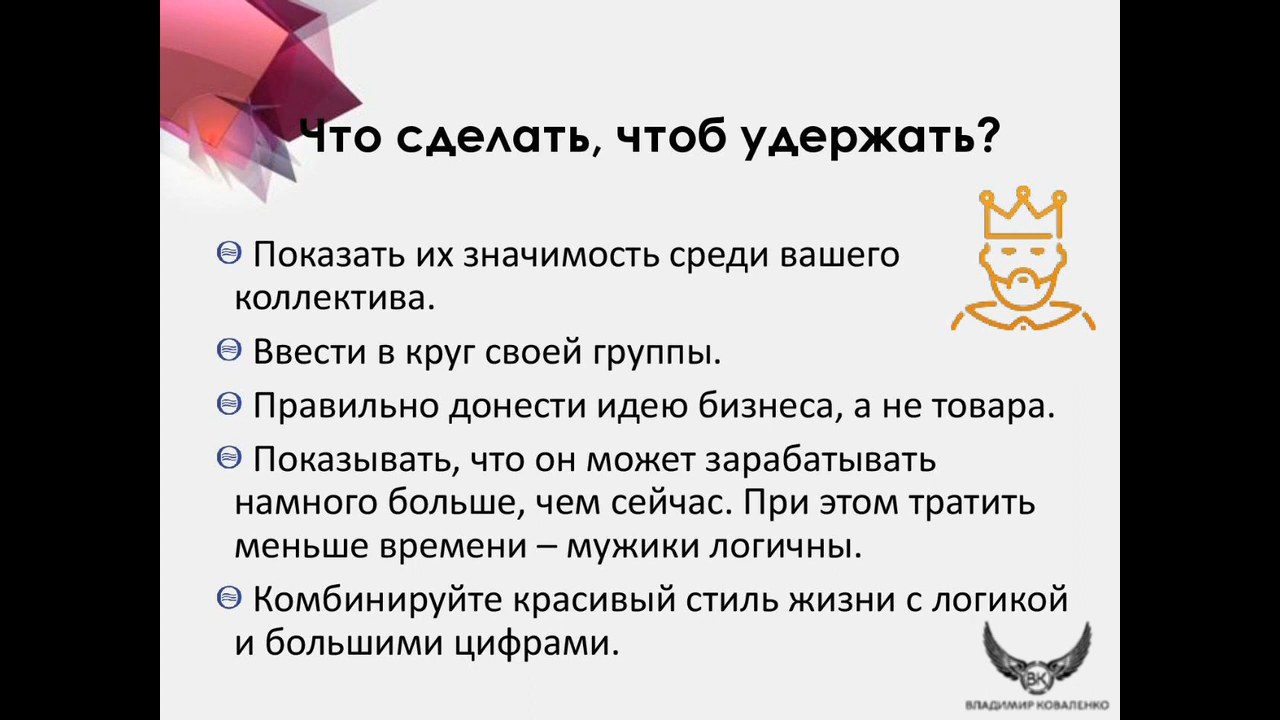 Что сделать, чтоб удержать?
Показать их значимость среди вашего
коллектива.
Ввести в круг своей группы.
Правильно донести идею бизнеса, а не товара.
Показывать, что он может зарабатывать
намного больше, чем сейчас. При этом тратить
меньше времени – мужики логичны.
Комбинируйте красивый стиль жизни с логикой
и большими цифрами.
ВК
ВЛАДИМИР КОВАЛЕНКО